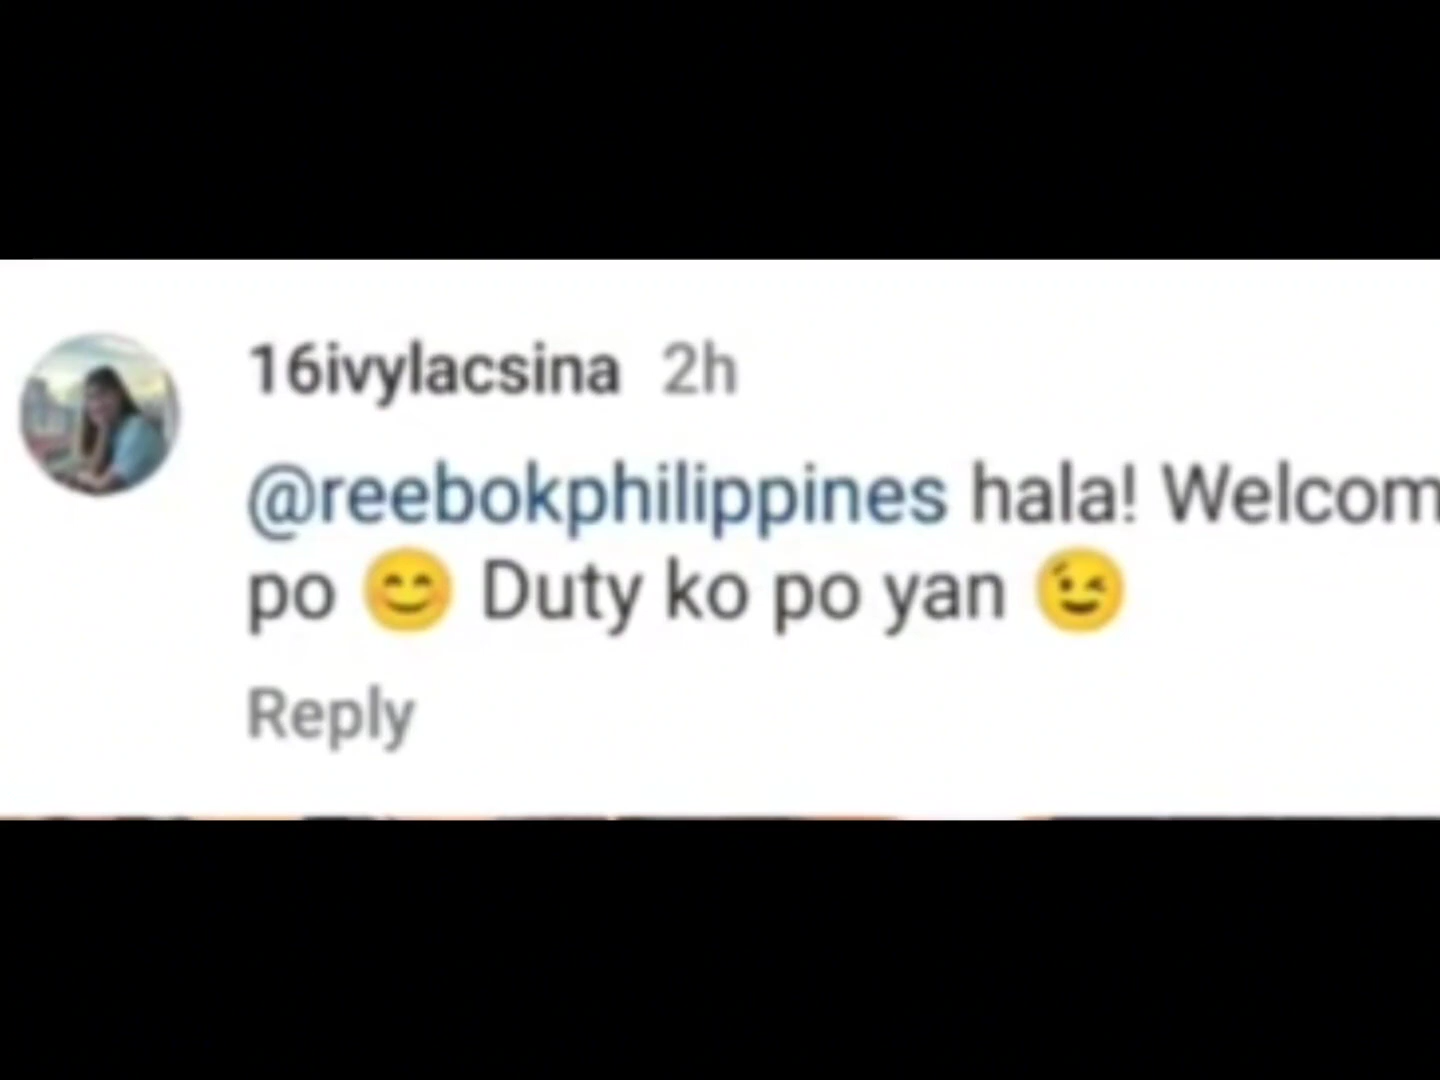 16ivylacsina 2h
@reebokphilippines hala! Welcom
po 😊 Duty ko po yan 😉
Reply